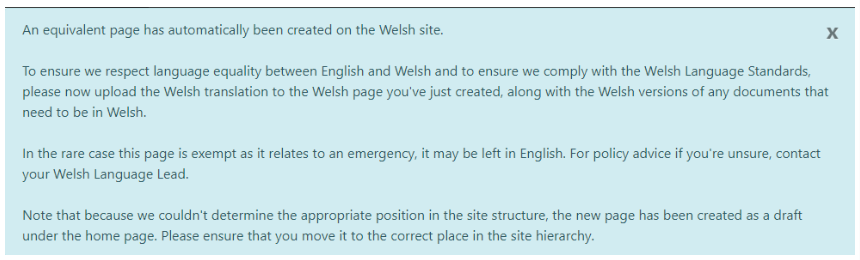 An equivalent page has automatically been created on the Welsh site.
X
To ensure we respect language equality between English and Welsh and to ensure we comply with the Welsh Language Standards,
please now upload the Welsh translation to the Welsh page you've just created, along with the Welsh versions of any documents that
need to be in Welsh.
In the rare case this page is exempt as it relates to an emergency, it may be left in English. For policy advice if you're unsure, contact
your Welsh Language Lead.
Note that because we couldn't determine the appropriate position in the site structure, the new page has been created as a draft
under the home page. Please ensure that you move it to the correct place in the site hierarchy.